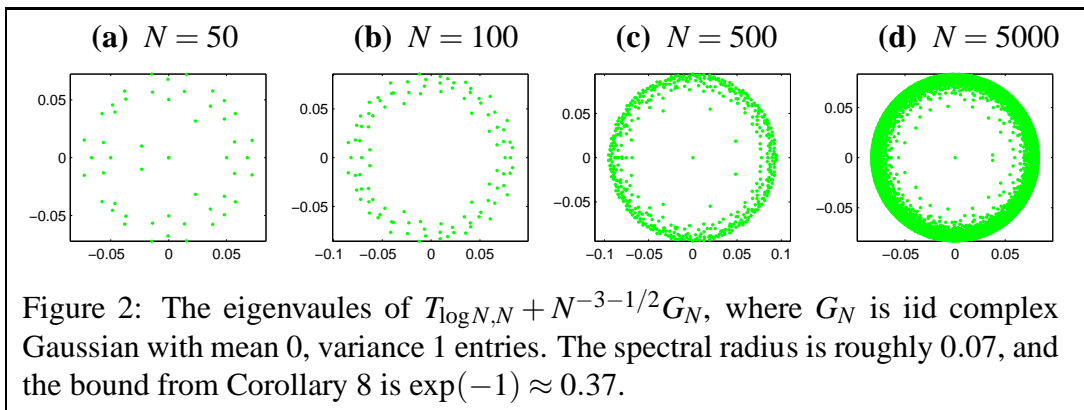 (a) N = 50 (b) N = 100 (c) N = 500 (d) N = 5000
0.05 0.05 0.05 0.05
0 0 0 0
−0.05 −0.05 −0.05 −0.05
−0.05 0 0.05 −0.1 −0.05 0 0.05 −0.1 −0.05 0 0.05 0.1 −0.05 0 0.05
Figure 2: The eigenvaules of T_{log N,N} + N^{−3−1/2}G_N, where G_N is iid complex
Gaussian with mean 0, variance 1 entries. The spectral radius is roughly 0.07, and
the bound from Corollary 8 is exp(−1) ≈ 0.37.